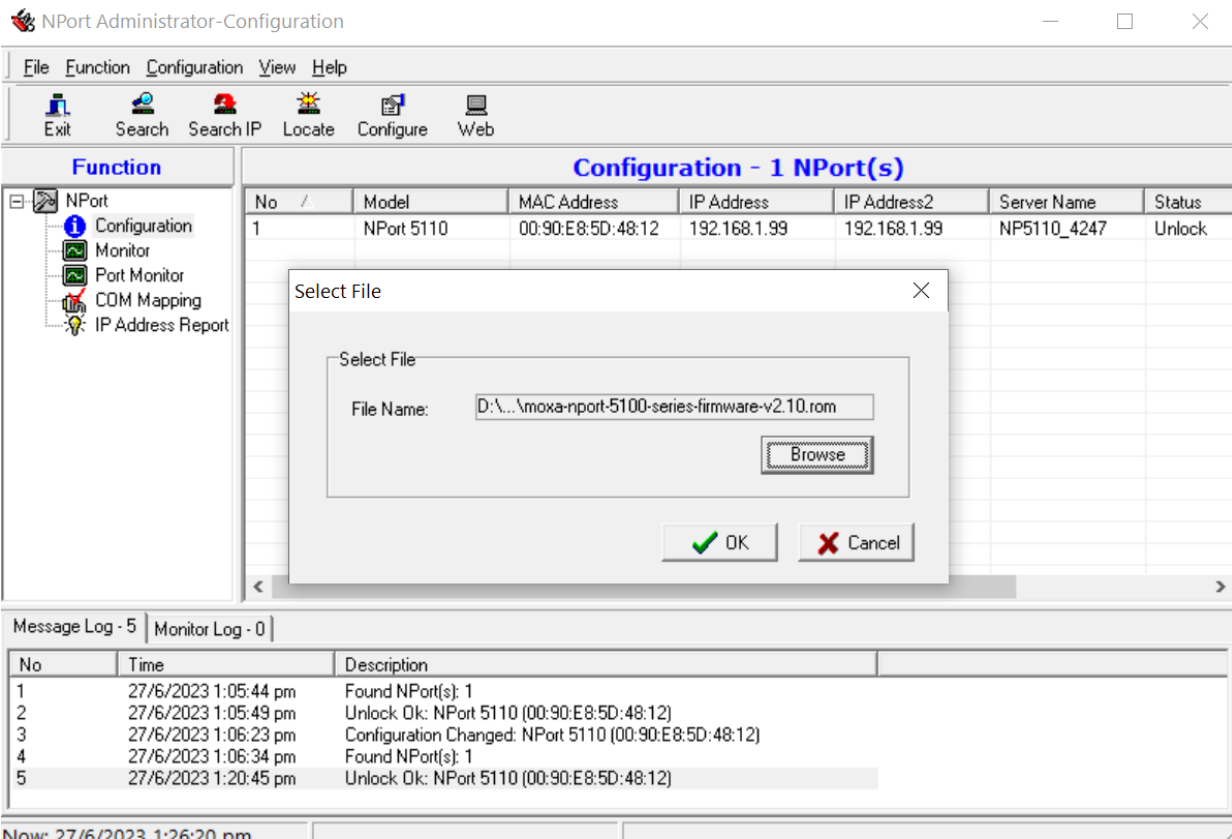 NPort Administrator-Configuration
File Function Configuration View Help
Exit Search Search IP Locate Configure Web
Function
Configuration - 1 NPort(s)
NPort
Configuration
Monitor
Port Monitor
COM Mapping
IP Address Report
No Model MAC Address IP Address IP Address2 Server Name Status
1 NPort 5110 00:90:E8:5D:48:12 192.168.1.99 192.168.1.99 NP5110_4247 Unlock
Select File
Select File
File Name: D:\...\moxa-nport-5100-series-firmware-v2.10.rom
Browse
OK Cancel
Message Log - 5 Monitor Log - 0
No Time Description
1 27/6/2023 1:05:44 pm Found NPort(s): 1
2 27/6/2023 1:05:49 pm Unlock Ok: NPort 5110 (00:90:E8:5D:48:12)
3 27/6/2023 1:06:23 pm Configuration Changed: NPort 5110 (00:90:E8:5D:48:12)
4 27/6/2023 1:06:34 pm Found NPort(s): 1
5 27/6/2023 1:20:45 pm Unlock Ok: NPort 5110 (00:90:E8:5D:48:12)
Now: 27/6/2023 1:26:20 pm